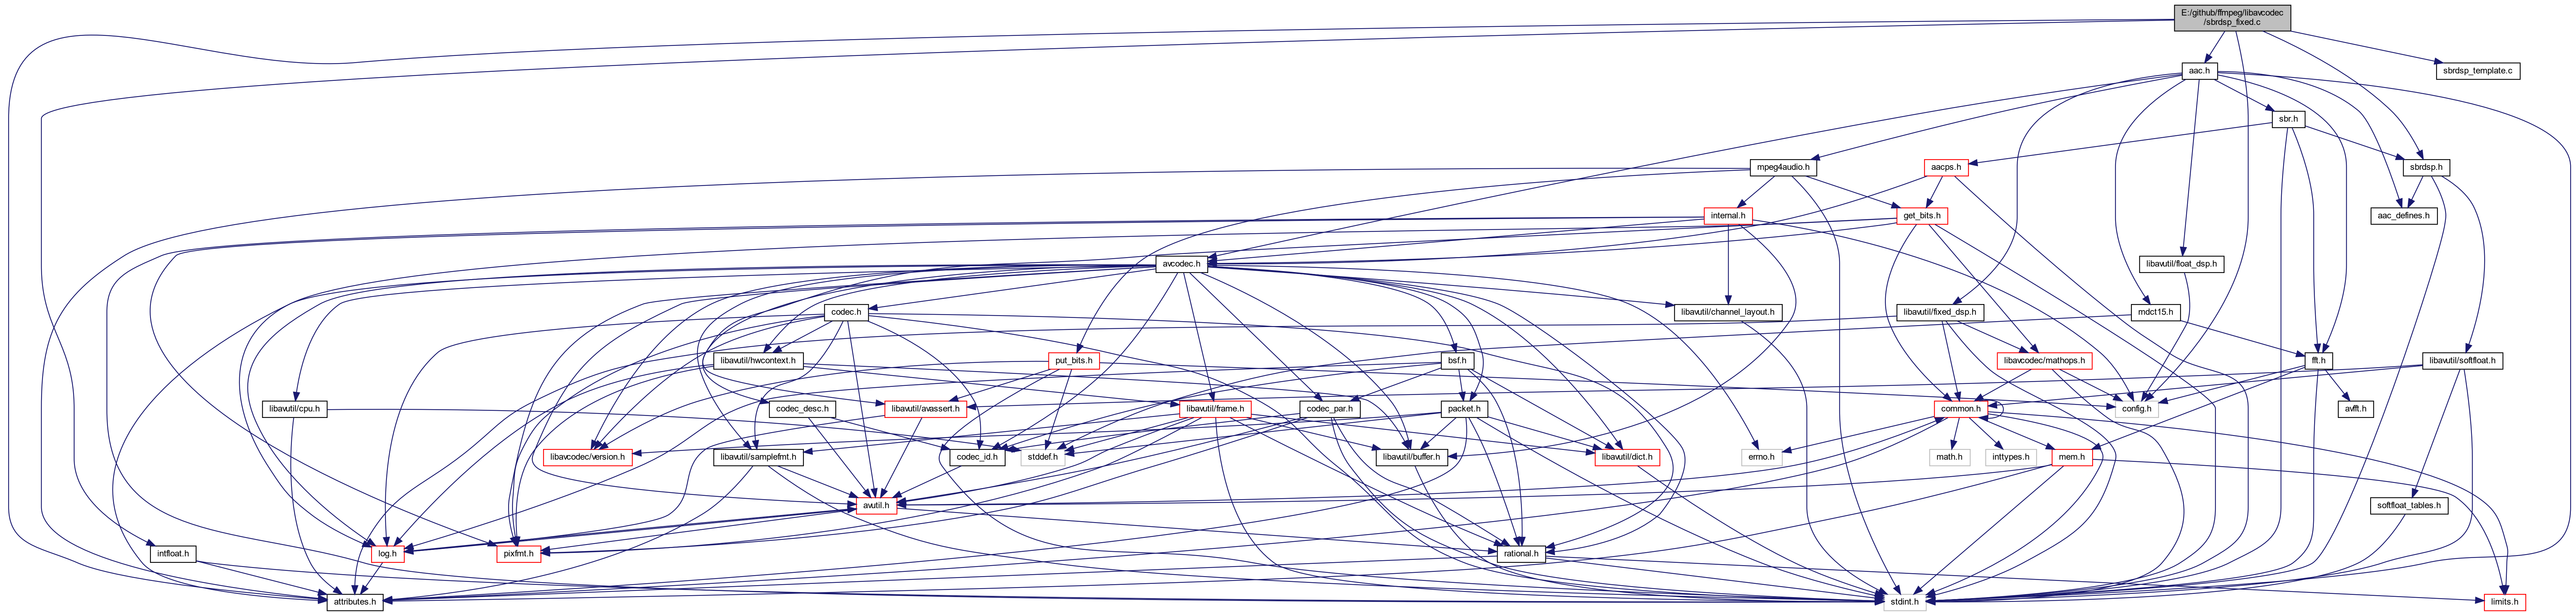 E:/github/ffmpeg/libavcodec
/sbrdsp_fixed.c
aac.h
sbrdsp_template.c
sbr.h
mpeg4audio.h
aacps.h
sbrdsp.h
internal.h
get_bits.h
aac_defines.h
avcodec.h
libavutil/float_dsp.h
codec.h
libavutil/channel_layout.h
libavutil/fixed_dsp.h
mdct15.h
libavutil/hwcontext.h
put_bits.h
bsf.h
libavcodec/mathops.h
fft.h
libavutil/softfloat.h
libavutil/cpu.h
codec_desc.h
libavutil/avassert.h
libavutil/frame.h
codec_par.h
packet.h
common.h
config.h
avfft.h
libavcodec/version.h
libavutil/samplefmt.h
codec_id.h
stddef.h
libavutil/buffer.h
libavutil/dict.h
errno.h
math.h
inttypes.h
mem.h
avutil.h
softfloat_tables.h
intfloat.h
log.h
pixfmt.h
rational.h
attributes.h
stdint.h
limits.h